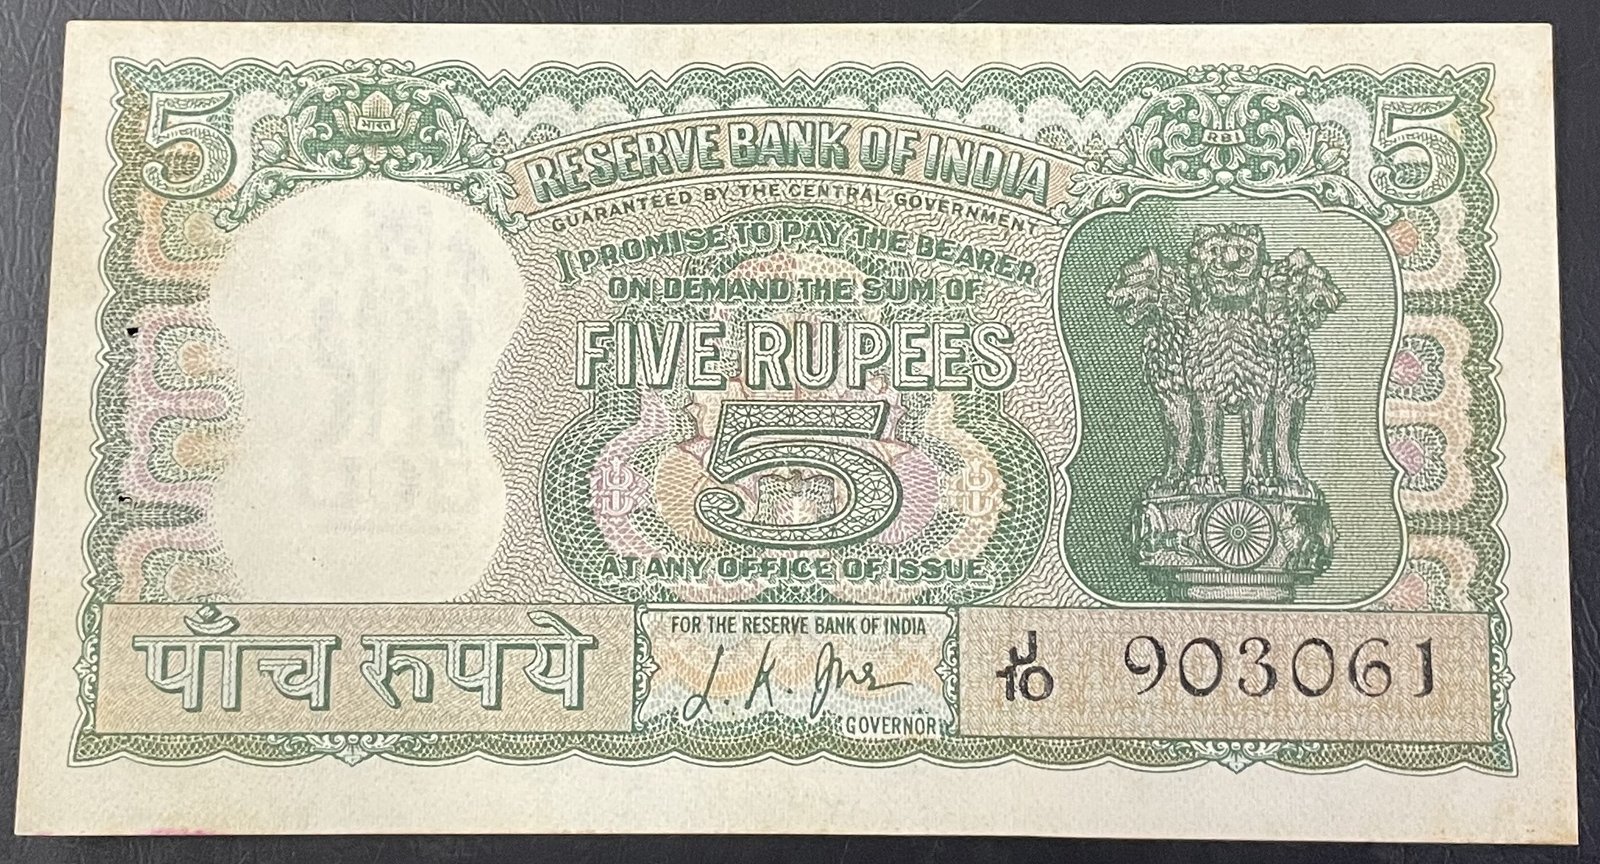 5 भारत RBI 5
RESERVE BANK OF INDIA
GUARANTEED BY THE CENTRAL GOVERNMENT
I PROMISE TO PAY THE BEARER
ON DEMAND THE SUM OF
FIVE RUPEES
5
AT ANY OFFICE OF ISSUE
पाँच रुपये
FOR THE RESERVE BANK OF INDIA
GOVERNOR
J/10 903061